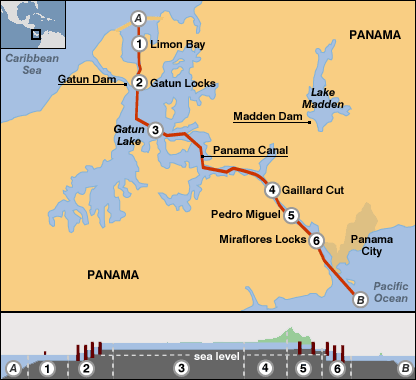 A
PANAMA
1
Limon Bay
Caribbean
Sea
Gatun Dam
2
Gatun Locks
Lake
Madden
Madden Dam
Gatun
Lake
3
Panama Canal
4
Gaillard Cut
Pedro Miguel
5
Miraflores Locks
6
Panama
City
PANAMA
Pacific
Ocean
B
sea level
A
1
2
3
4
5
6
B